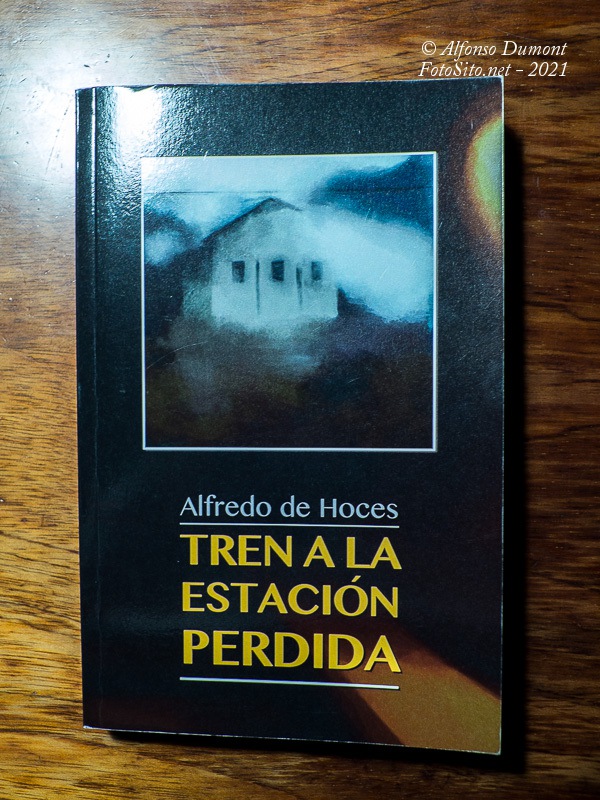 © Alfonso Dumont
FotoSito.net - 2021
Alfredo de Hoces
TREN A LA
ESTACIÓN
PERDIDA